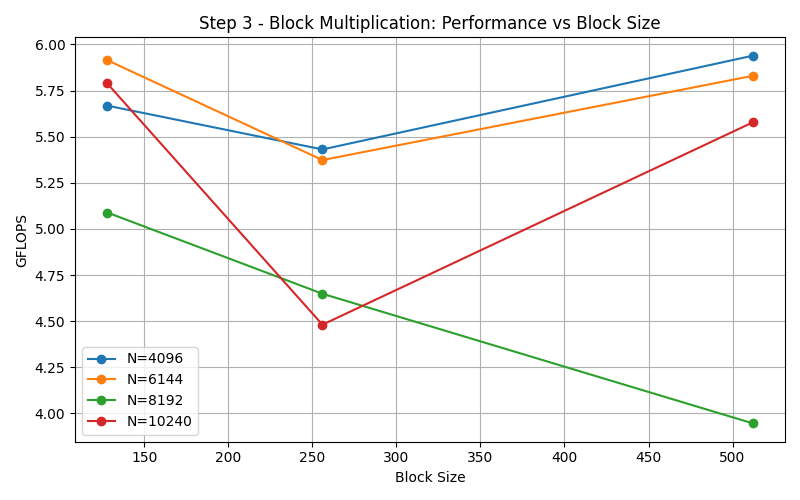 Step 3 - Block Multiplication: Performance vs Block Size
GFLOPS
6.00
5.75
5.50
5.25
5.00
4.75
4.50
4.25
4.00
N=4096
N=6144
N=8192
N=10240
150 200 250 300 350 400 450 500
Block Size